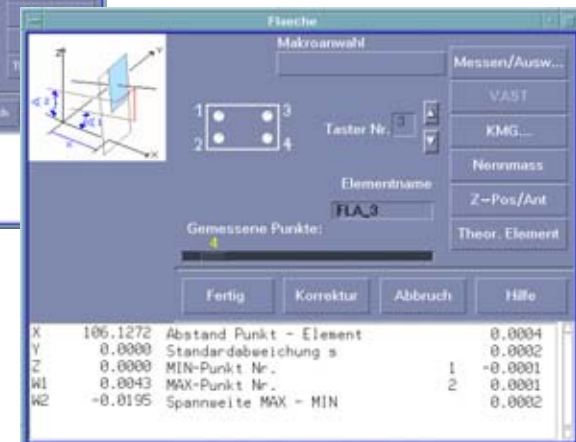 Flaeche
Makroanwahl
Messen/Ausw...
VAST
1 3
2 4
Taster Nr. 3
KMG...
Nennmass
Elementname
FLA_3
Z-Pos/Ant
Gemessene Punkte:
4
Theor. Element
Fertig Korrektur Abbruch Hilfe
X 106.1272 Abstand Punkt - Element 0.0004
Y 0.0000 Standardabweichung s 0.0002
Z 0.0000 MIN-Punkt Nr. 1 -0.0001
W1 0.0043 MAX-Punkt Nr. 2 0.0001
W2 -0.0195 Spannweite MAX - MIN 0.0002